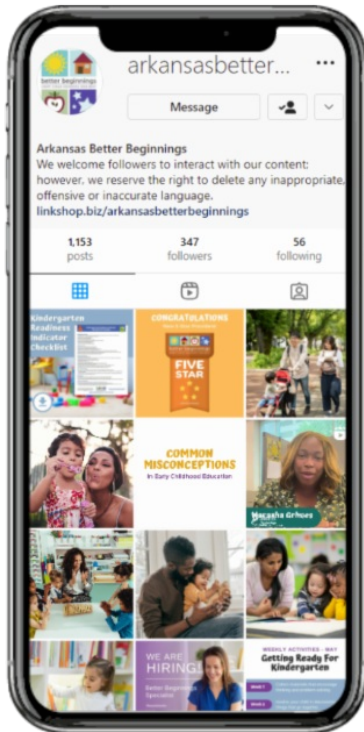 better beginnings
arkansasbetter...
Message
Arkansas Better Beginnings
We welcome followers to interact with our content;
however, we reserve the right to delete any inappropriate,
offensive or inaccurate language.
linkshop.biz/arkansasbetterbeginnings
1,153
posts
347
followers
56
following
Kindergarten
Readiness
Indicator
Checklist
CONGRATULATIONS
FIVE
STAR
COMMON
MISCONCEPTIONS
In Early Childhood Education
WE ARE
HIRING!
Better Beginnings
Specialist
WEEKLY ACTIVITIES - MAY
Getting Ready For
Kindergarten